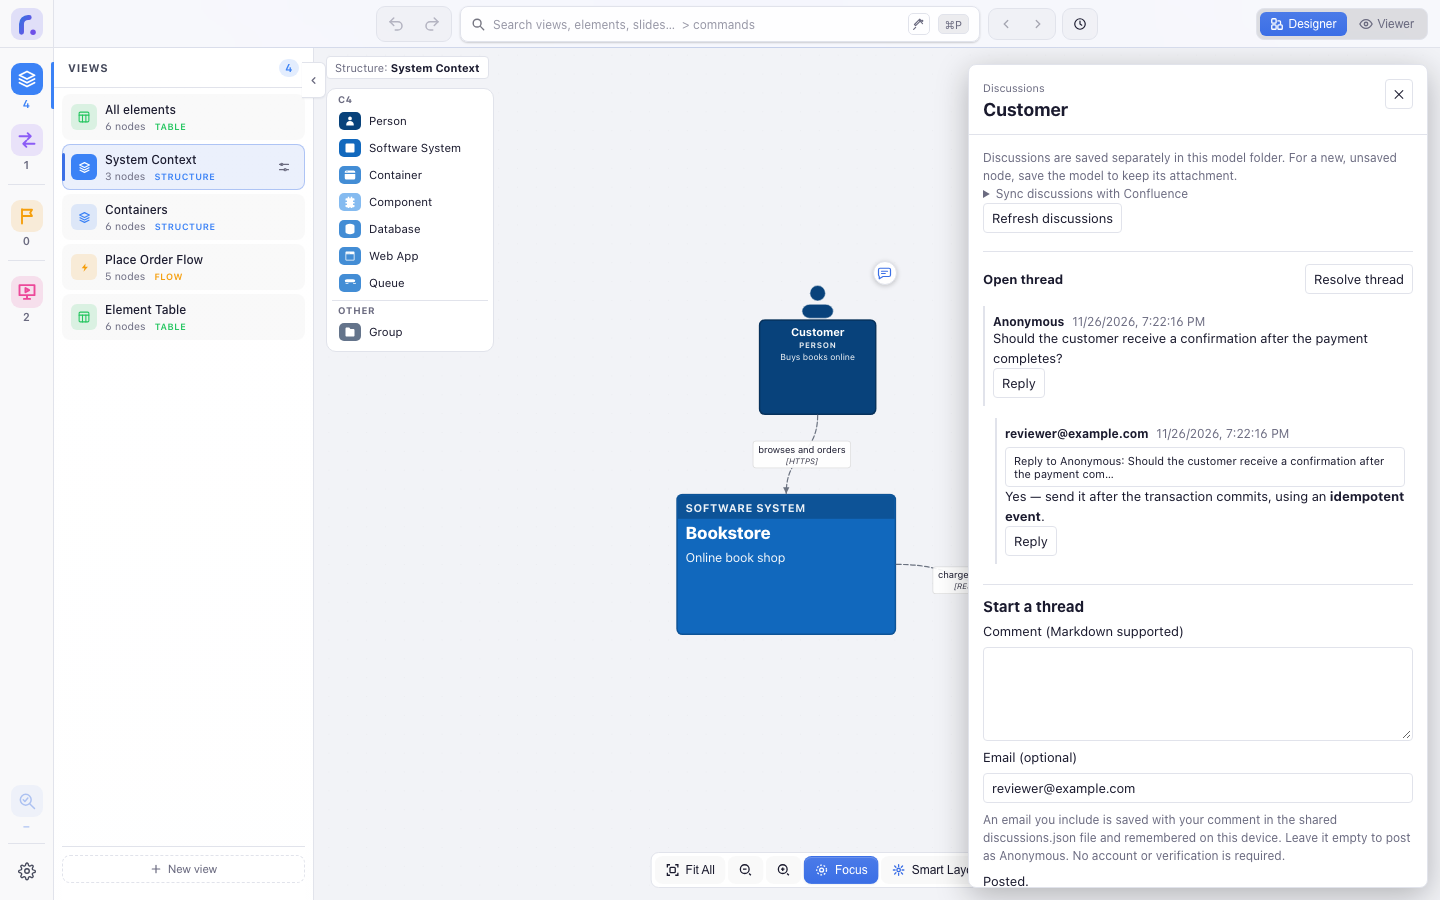 Search views, elements, slides... > commands
⌘P
Designer
Viewer
4
1
0
2
VIEWS
4
All elements
6 nodes TABLE
System Context
3 nodes STRUCTURE
Containers
6 nodes STRUCTURE
Place Order Flow
5 nodes FLOW
Element Table
6 nodes TABLE
New view
Structure: System Context
C4
Person
Software System
Container
Component
Database
Web App
Queue
OTHER
Group
Customer
PERSON
Buys books online
browses and orders
[HTTPS]
SOFTWARE SYSTEM
Bookstore
Online book shop
charge
[RE
Fit All
Focus
Smart Lay
Discussions
Customer
Discussions are saved separately in this model folder. For a new, unsaved
node, save the model to keep its attachment.
Sync discussions with Confluence
Refresh discussions
Open thread
Resolve thread
Anonymous 11/26/2026, 7:22:16 PM
Should the customer receive a confirmation after the payment
completes?
Reply
reviewer@example.com 11/26/2026, 7:22:16 PM
Reply to Anonymous: Should the customer receive a confirmation after
the payment com...
Yes — send it after the transaction commits, using an idempotent
event.
Reply
Start a thread
Comment (Markdown supported)
Email (optional)
reviewer@example.com
An email you include is saved with your comment in the shared
discussions.json file and remembered on this device. Leave it empty to post
as Anonymous. No account or verification is required.
Posted.